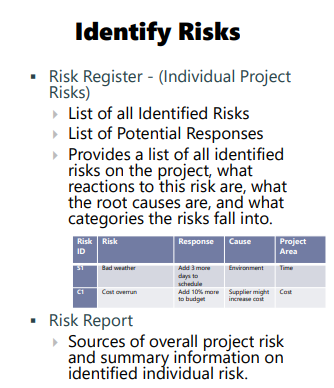 Identify Risks
▪ Risk Register - (Individual Project
Risks)
List of all Identified Risks
List of Potential Responses
Provides a list of all identified
risks on the project, what
reactions to this risk are, what
the root causes are, and what
categories the risks fall into.
Risk ID | Risk | Response | Cause | Project Area
S1 | Bad weather | Add 3 more days to schedule | Environment | Time
C1 | Cost overrun | Add 10% more to budget | Supplier might increase cost | Cost
▪ Risk Report
Sources of overall project risk
and summary information on
identified individual risk.